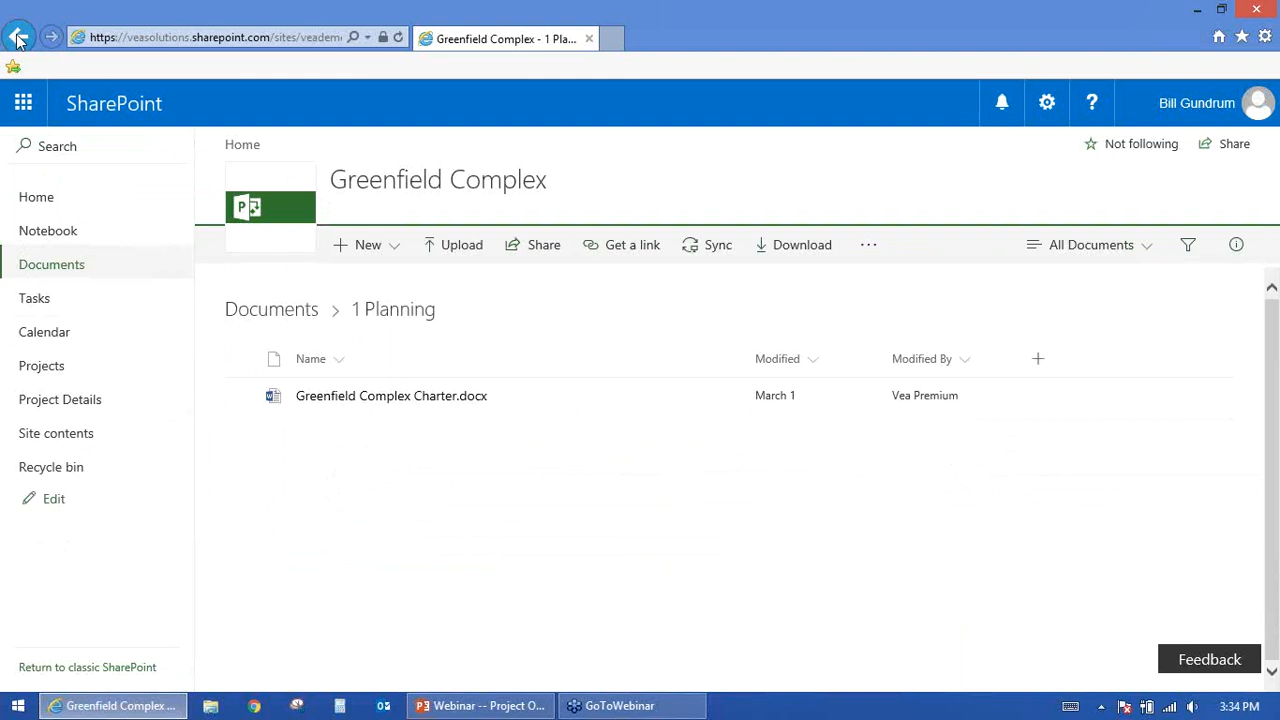 https://veasolutions.sharepoint.com/sites/veademo
Greenfield Complex - 1 Pla...
SharePoint
Bill Gundrum
Search
Home
Not following
Share
Greenfield Complex
Home
Notebook
Documents
Tasks
Calendar
Projects
Project Details
Site contents
Recycle bin
Edit
New
Upload
Share
Get a link
Sync
Download
All Documents
Documents > 1 Planning
Name
Modified
Modified By
Greenfield Complex Charter.docx
March 1
Vea Premium
Return to classic SharePoint
Feedback
Greenfield Complex ...
Webinar -- Project O...
GoToWebinar
3:34 PM